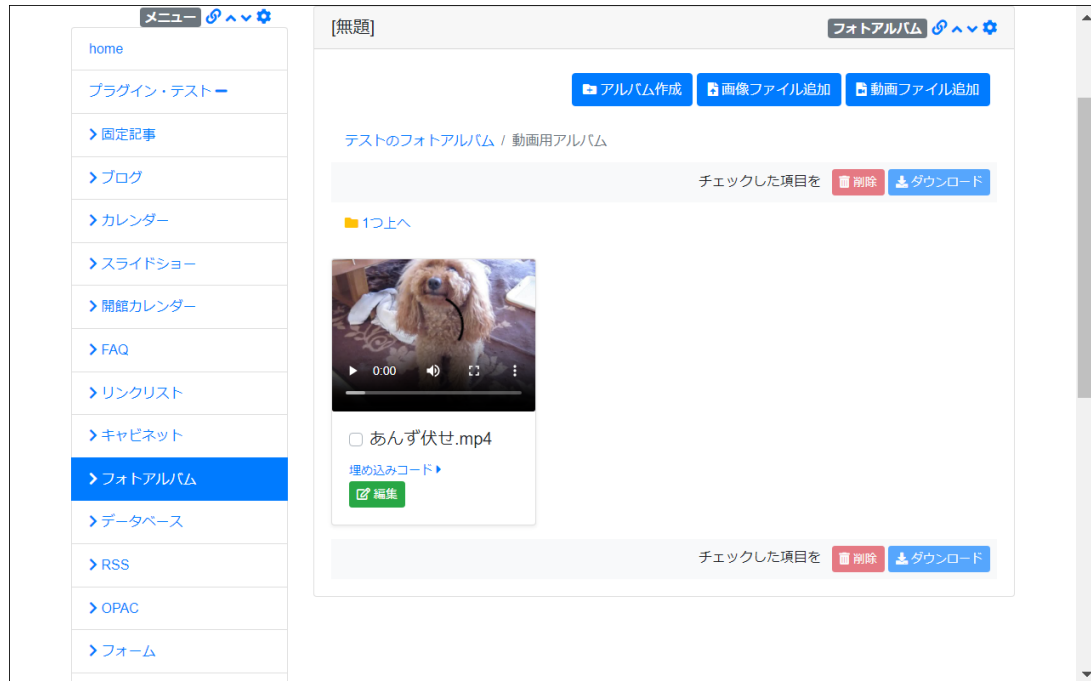 メニュー
home
プラグイン・テスト
固定記事
ブログ
カレンダー
スライドショー
開館カレンダー
FAQ
リンクリスト
キャビネット
フォトアルバム
データベース
RSS
OPAC
フォーム
[無題] フォトアルバム
アルバム作成 画像ファイル追加 動画ファイル追加
テストのフォトアルバム / 動画用アルバム
チェックした項目を 削除 ダウンロード
1つ上へ
0:00
あんず伏せ.mp4
埋め込みコード
編集
チェックした項目を 削除 ダウンロード